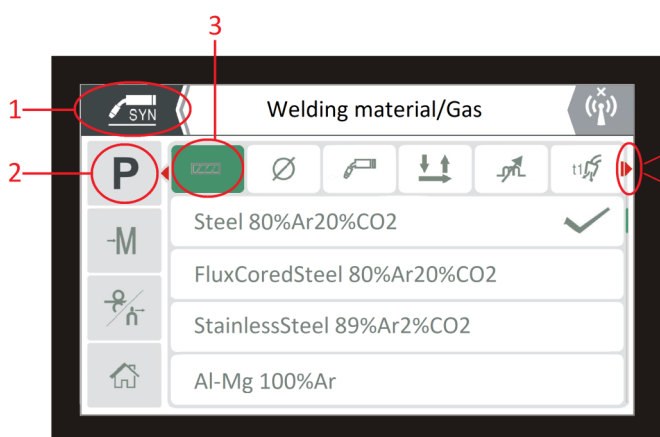 3
1
SYN
Welding material/Gas
2
P
t1
Steel 80%Ar20%CO2
-M
FluxCoredSteel 80%Ar20%CO2
StainlessSteel 89%Ar2%CO2
Al-Mg 100%Ar